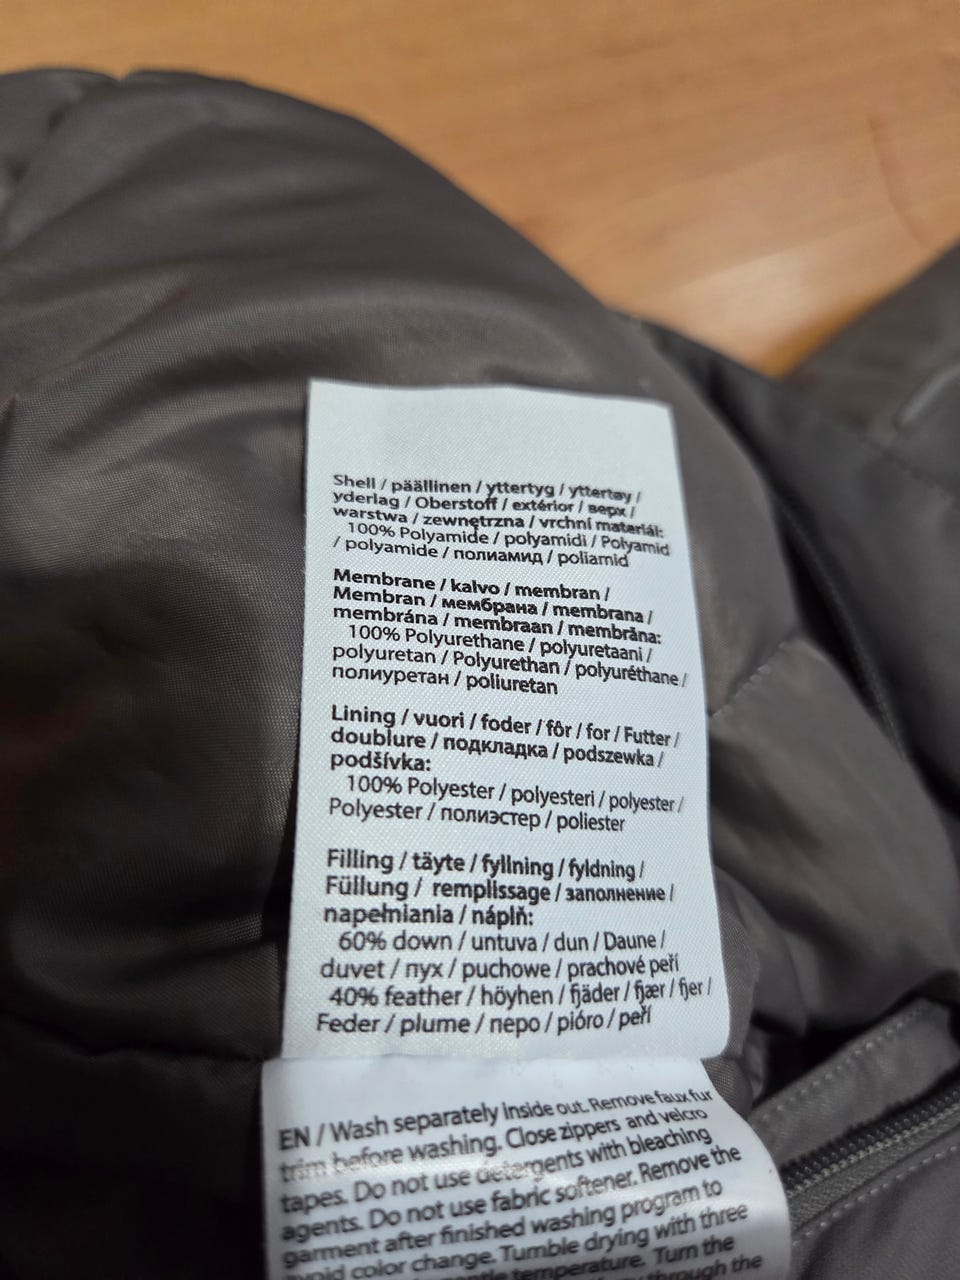 Shell / päällinen / yttertyg / yttertøy /
yderlag / Oberstoff / extérior / верх /
warstwa / zewnętrzna / vrchní materiál:
100% Polyamide / polyamidi / Polyamid
/ polyamide / полиамид / poliamid
Membrane / kalvo / membran /
Membran / мембрана / membrana /
membrána / membraan / membrāna:
100% Polyurethane / polyuretaani /
polyuretan / Polyurethan / polyuréthane /
полиуретан / poliuretan
Lining / vuori / foder / fôr / for / Futter /
doublure / подкладка / podszewka /
podšívka:
100% Polyester / polyesteri / polyester /
Polyester / полиэстер / poliester
Filling / täyte / fyllning / fyldning /
Füllung / remplissage / заполнение /
napełniania / náplň:
60% down / untuva / dun / Daune /
duvet / пух / puchowe / prachové peří
40% feather / höyhen / fjäder / fjær / fjer /
Feder / plume / перо / pióro / peří
EN / Wash separately inside out. Remove faux fur
trim before washing. Close zippers and velcro
tapes. Do not use detergents with bleaching
agents. Do not use fabric softener. Remove the
garment after finished washing program to
avoid color change. Tumble drying with three
temperature. Turn the
through the